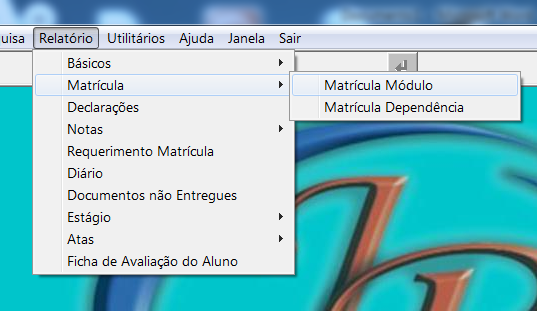 uisa Relatório Utilitários Ajuda Janela Sair
Básicos
Matrícula
Matrícula Módulo
Declarações
Matrícula Dependência
Notas
Requerimento Matrícula
Diário
Documentos não Entregues
Estágio
Atas
Ficha de Avaliação do Aluno